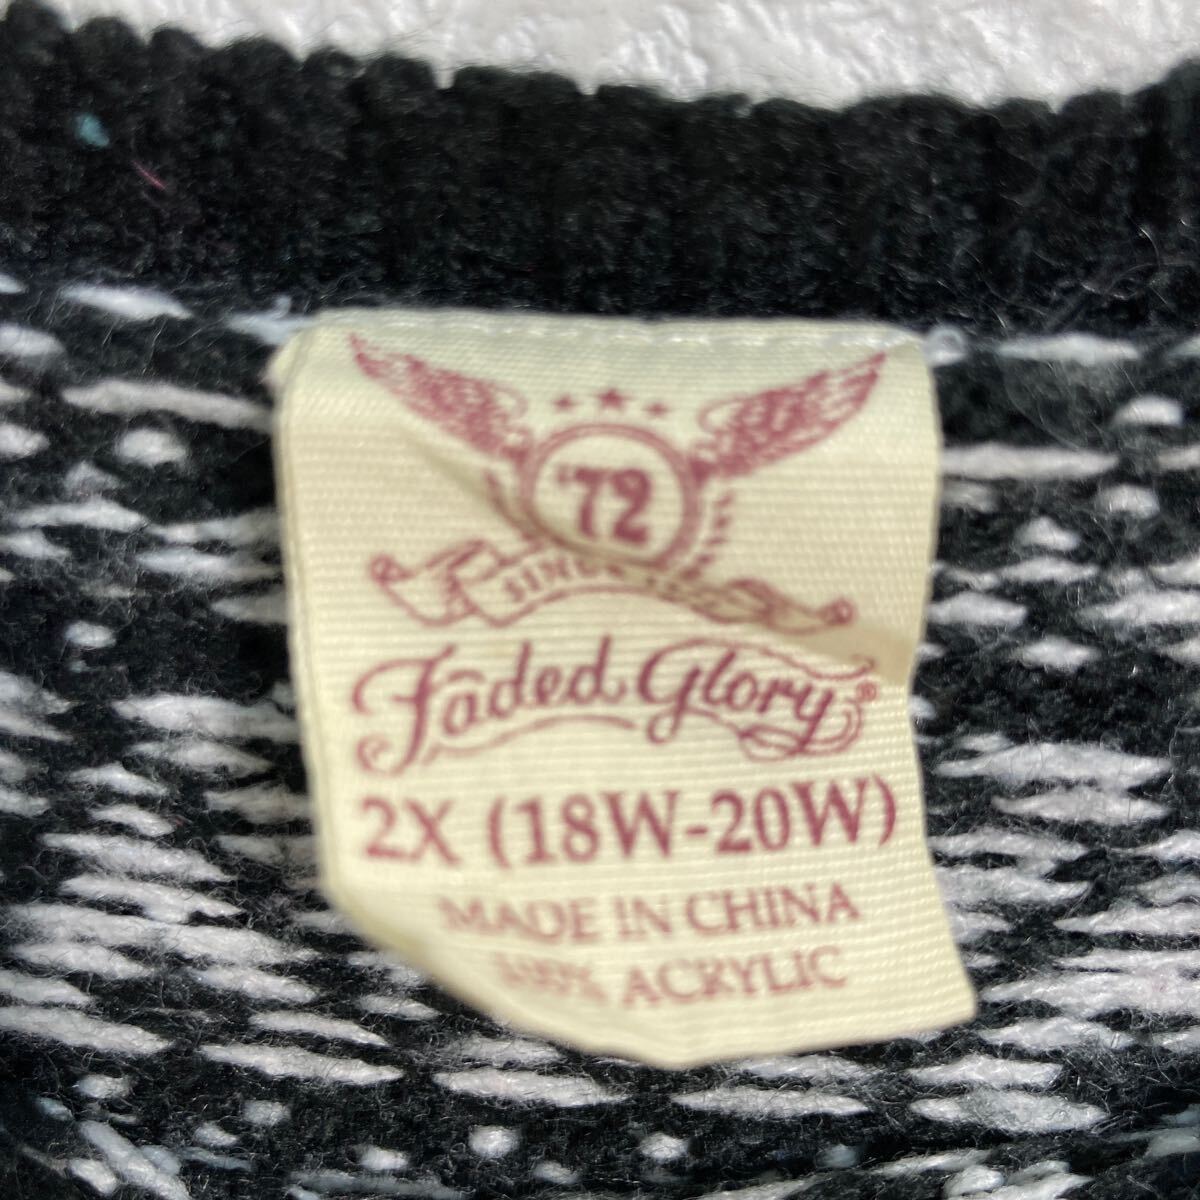 '72
SINCE
Faded Glory®
2X (18W-20W)
MADE IN CHINA
100% ACRYLIC